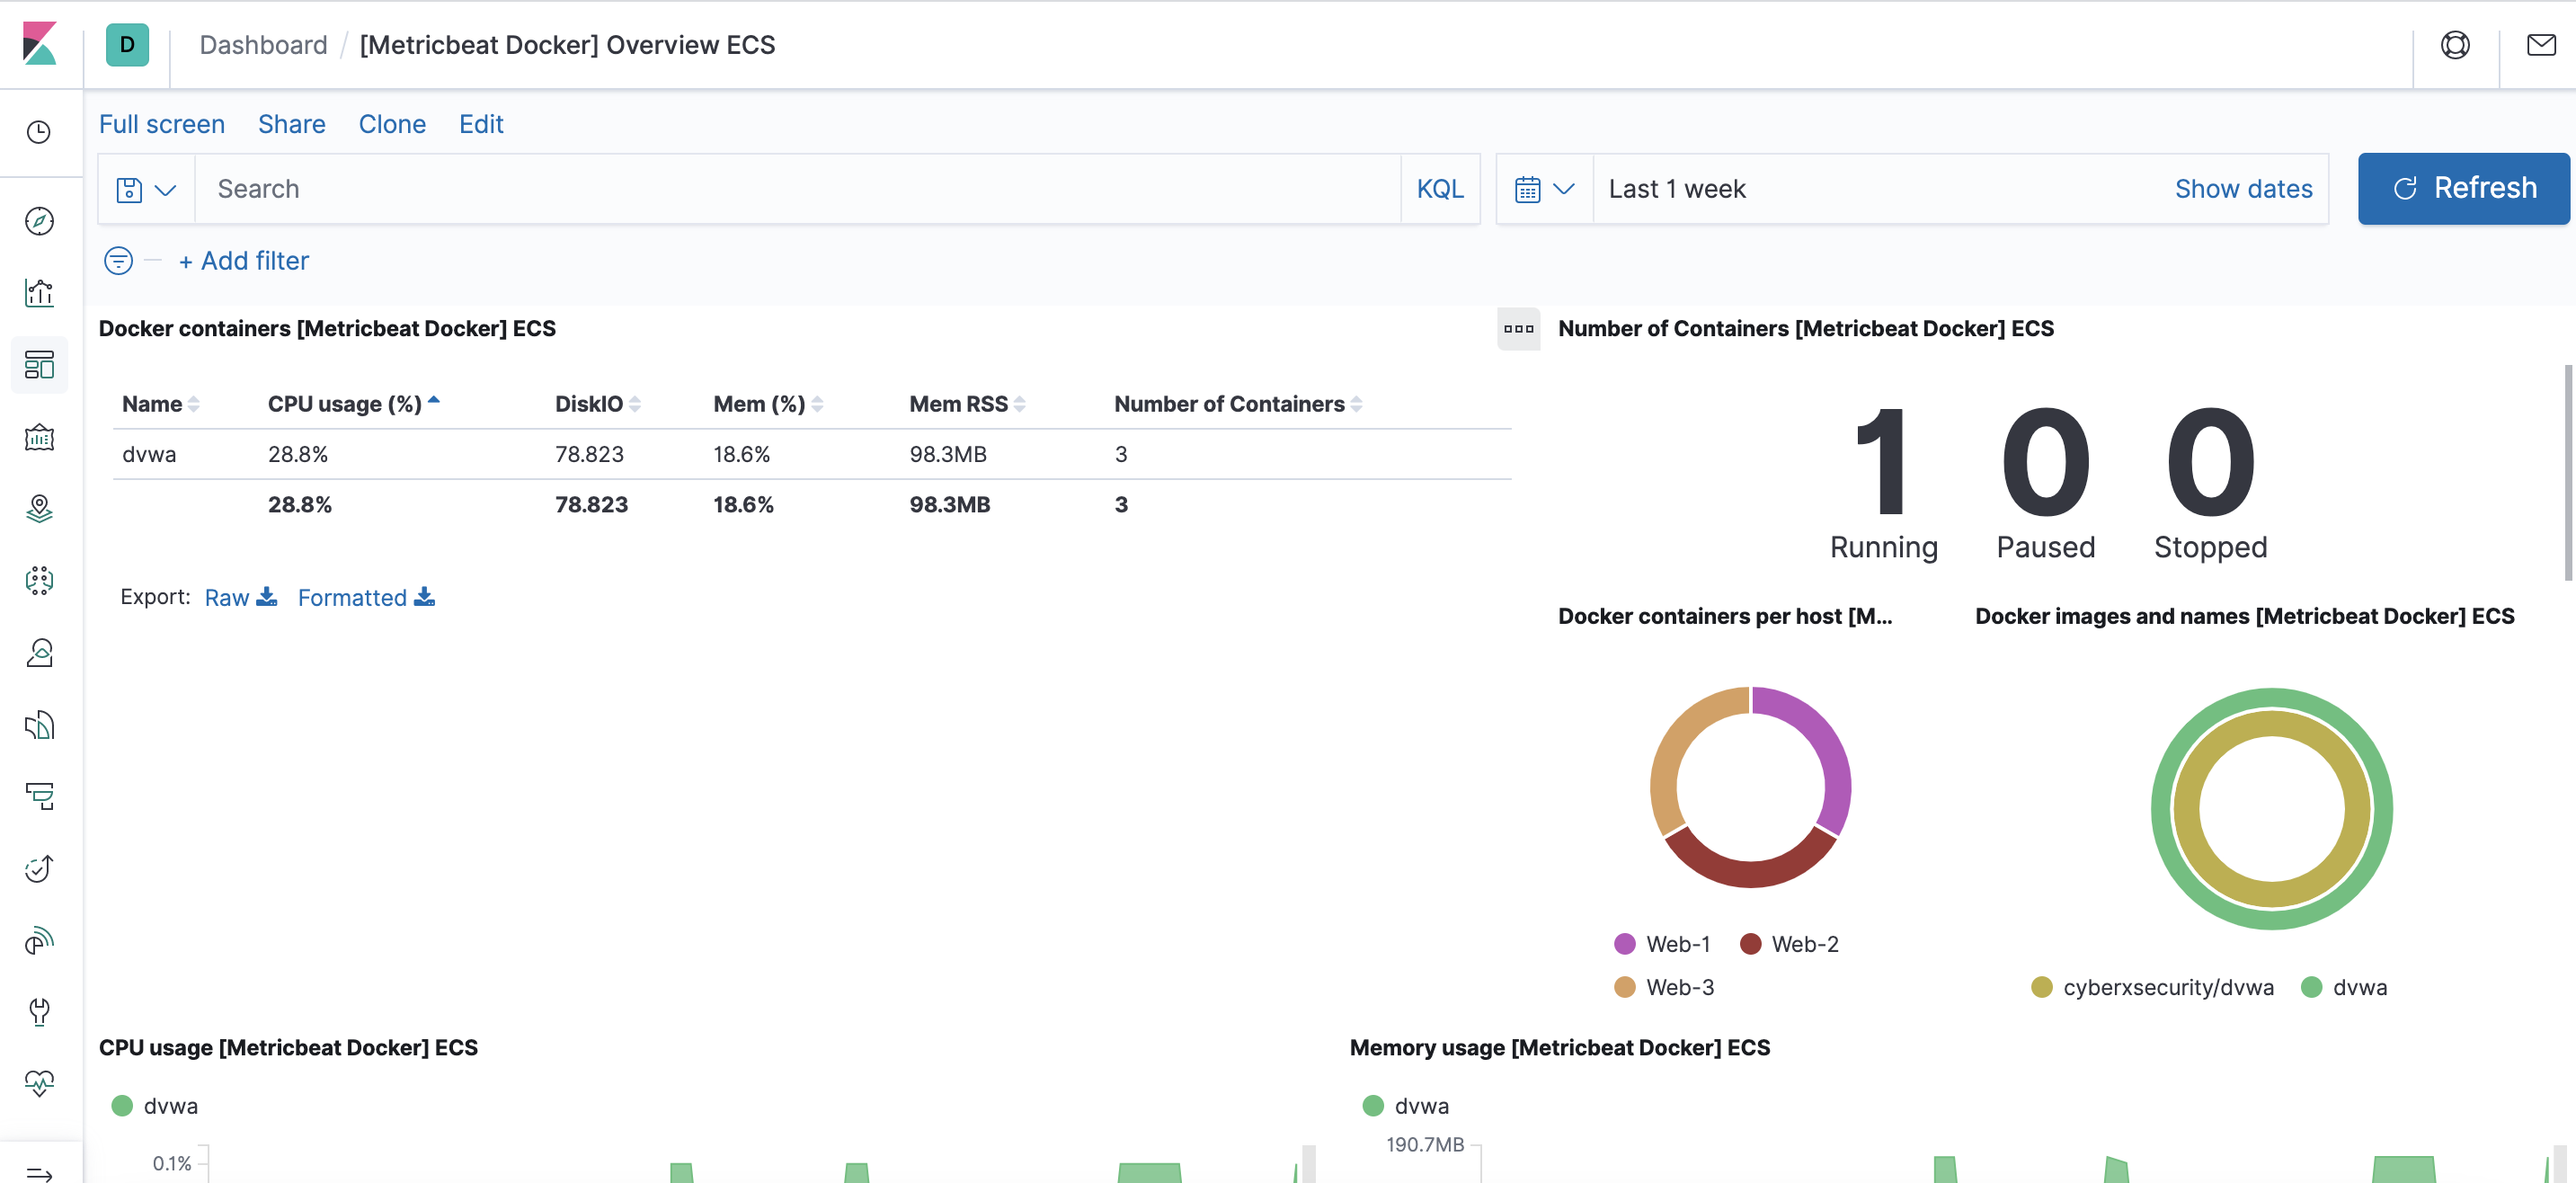 D Dashboard / [Metricbeat Docker] Overview ECS
Full screen Share Clone Edit
Search KQL Last 1 week Show dates Refresh
+ Add filter
Docker containers [Metricbeat Docker] ECS
Name CPU usage (%) DiskIO Mem (%) Mem RSS Number of Containers
dvwa 28.8% 78.823 18.6% 98.3MB 3
28.8% 78.823 18.6% 98.3MB 3
Export: Raw Formatted
Number of Containers [Metricbeat Docker] ECS
1 0 0
Running Paused Stopped
Docker containers per host [M...
Web-1 Web-2
Web-3
Docker images and names [Metricbeat Docker] ECS
cyberxsecurity/dvwa dvwa
CPU usage [Metricbeat Docker] ECS
dvwa
0.1%
Memory usage [Metricbeat Docker] ECS
dvwa
190.7MB